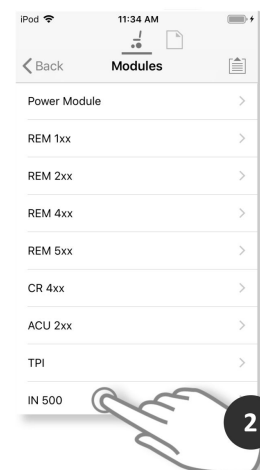 iPod 11:34 AM
Back Modules
Power Module
REM 1xx
REM 2xx
REM 4xx
REM 5xx
CR 4xx
ACU 2xx
TPI
IN 500
2